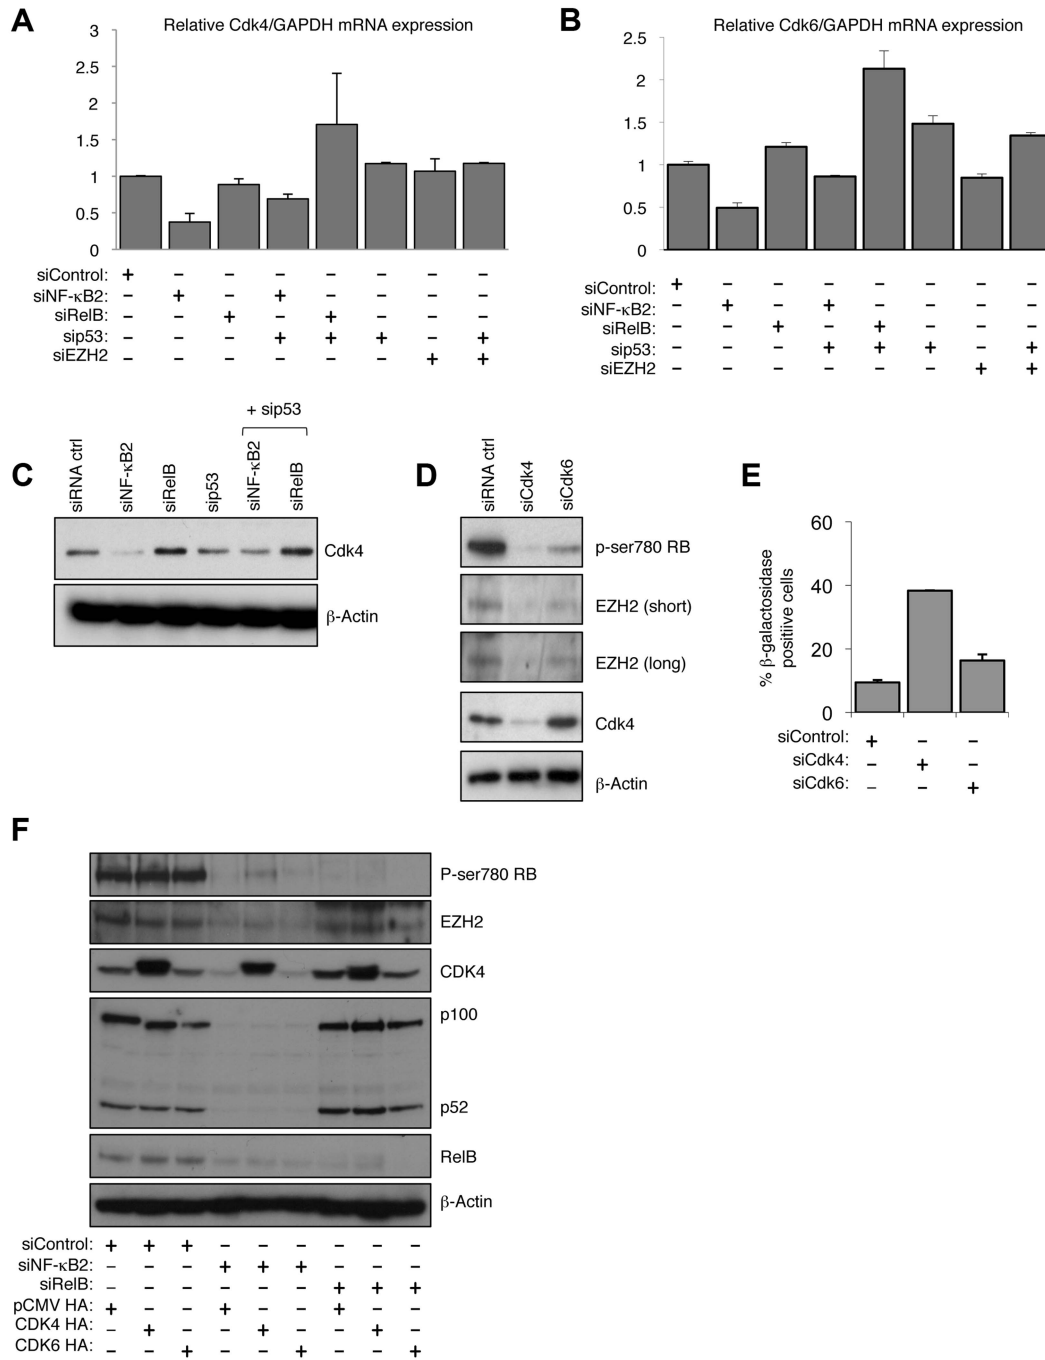 A
Relative Cdk4/GAPDH mRNA expression
3
2.5
2
1.5
1
0.5
0
siControl: + – – – – – – –
siNF-κB2: – + – + – – – –
siRelB: – – + – + – – –
sip53: – – – + + + – +
siEZH2 – – – – – – + +
B
Relative Cdk6/GAPDH mRNA expression
2.5
2
1.5
1
0.5
0
siControl: + – – – – – – –
siNF-κB2: – + – + – – – –
siRelB: – – + – + – – –
sip53: – – – + + + – +
siEZH2 – – – – – – + +
C
+ sip53
siRNA ctrl
siNF-κB2
siRelB
sip53
siNF-κB2
siRelB
Cdk4
β-Actin
D
siRNA ctrl
siCdk4
siCdk6
p-ser780 RB
EZH2 (short)
EZH2 (long)
Cdk4
β-Actin
E
% β-galactosidase
positiive cells
60
40
20
0
siControl: + – –
siCdk4: – + –
siCdk6: – – +
F
P-ser780 RB
EZH2
CDK4
p100
p52
RelB
β-Actin
siControl: + + + – – – – – –
siNF-κB2: – – – + + + – – –
siRelB: – – – – – – + + +
pCMV HA: + – – + – – + – –
CDK4 HA: – + – – + – – + –
CDK6 HA: – – + – – + – – +